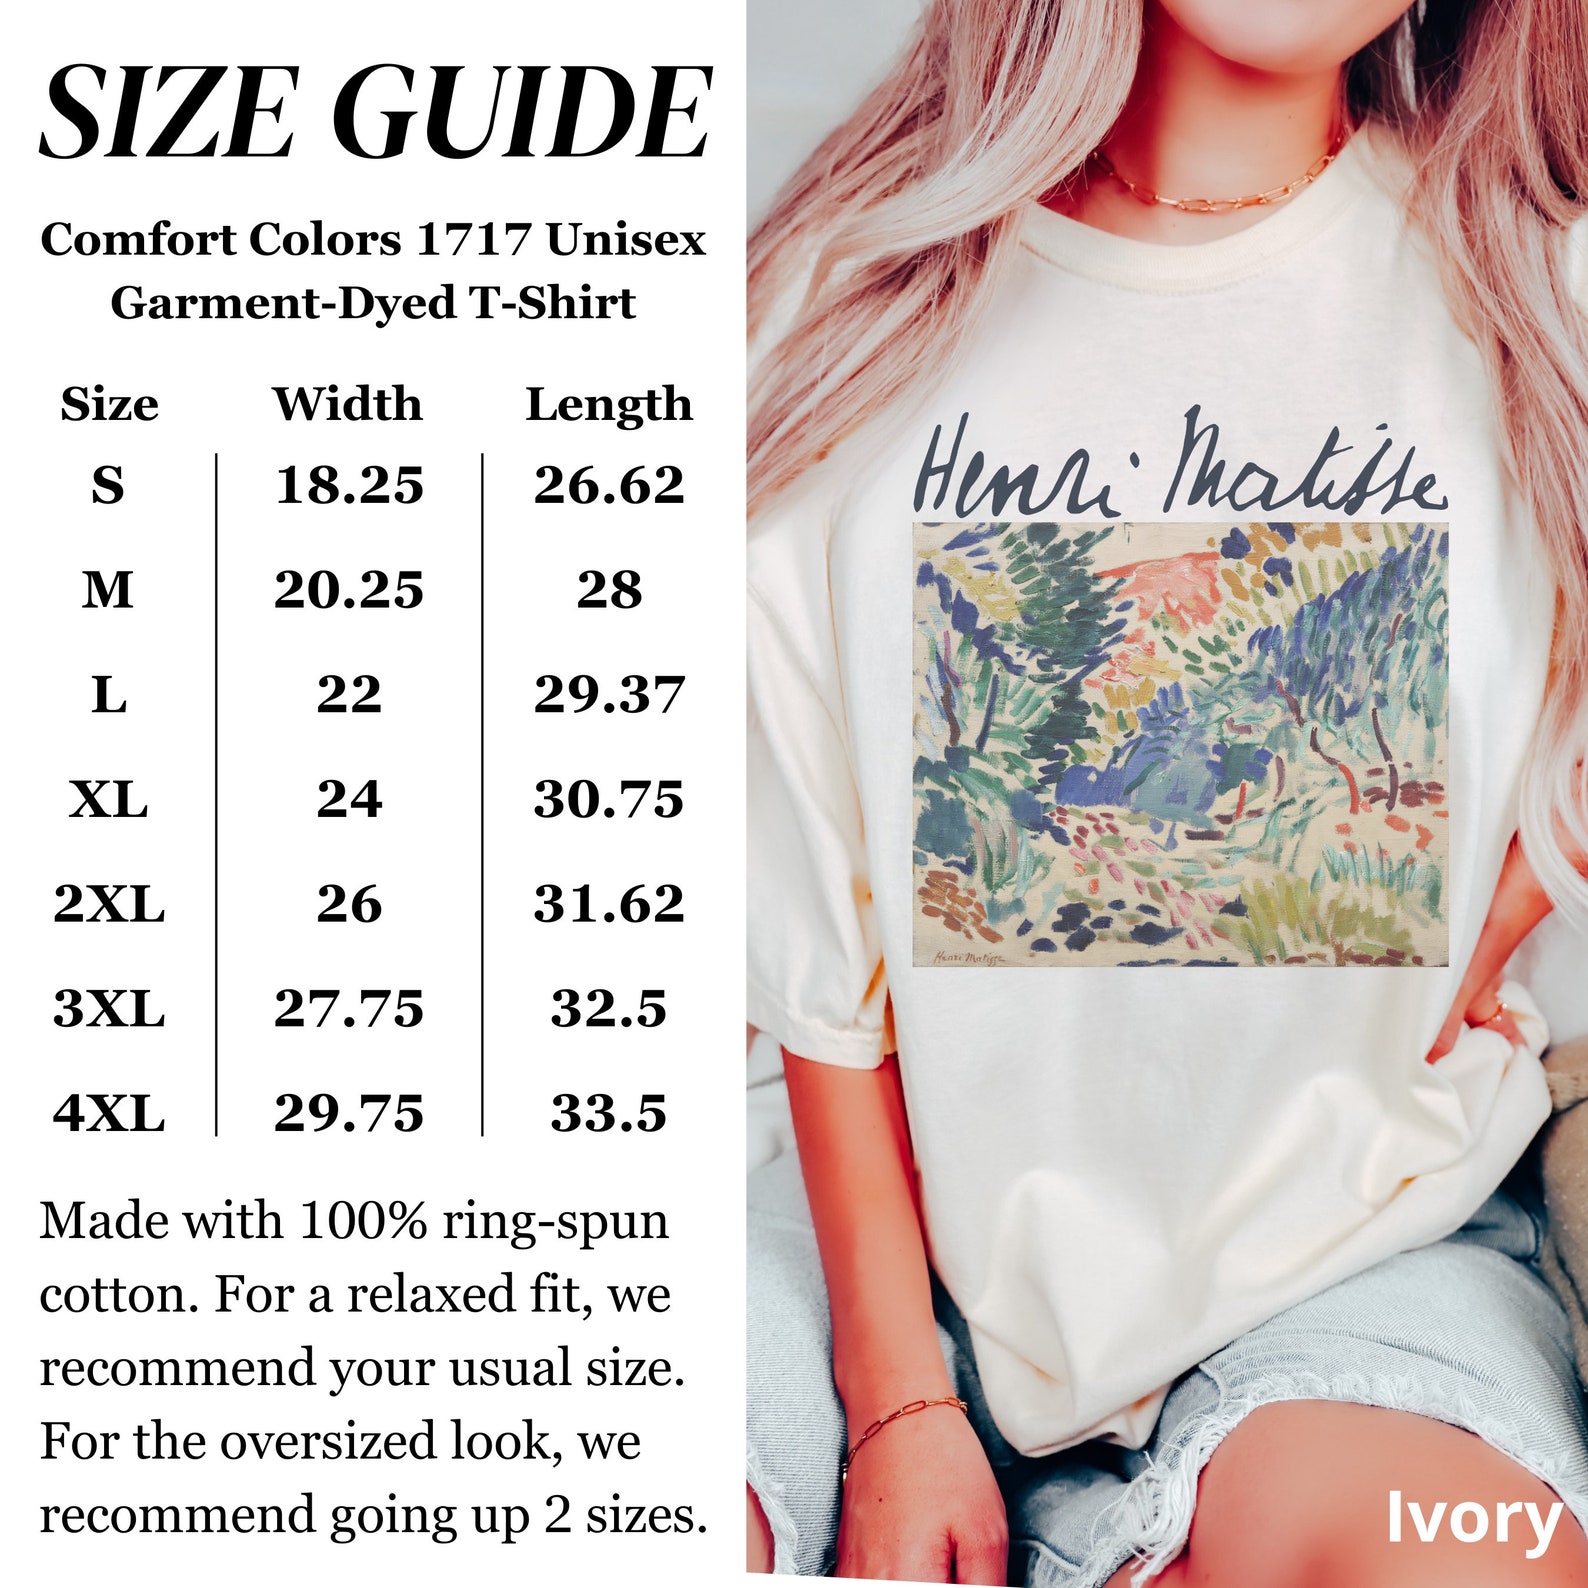 SIZE GUIDE
Comfort Colors 1717 Unisex
Garment-Dyed T-Shirt
Size Width Length
S 18.25 26.62
M 20.25 28
L 22 29.37
XL 24 30.75
2XL 26 31.62
3XL 27.75 32.5
4XL 29.75 33.5
Made with 100% ring-spun
cotton. For a relaxed fit, we
recommend your usual size.
For the oversized look, we
recommend going up 2 sizes.
Henri Matisse
Henri Matisse
Ivory